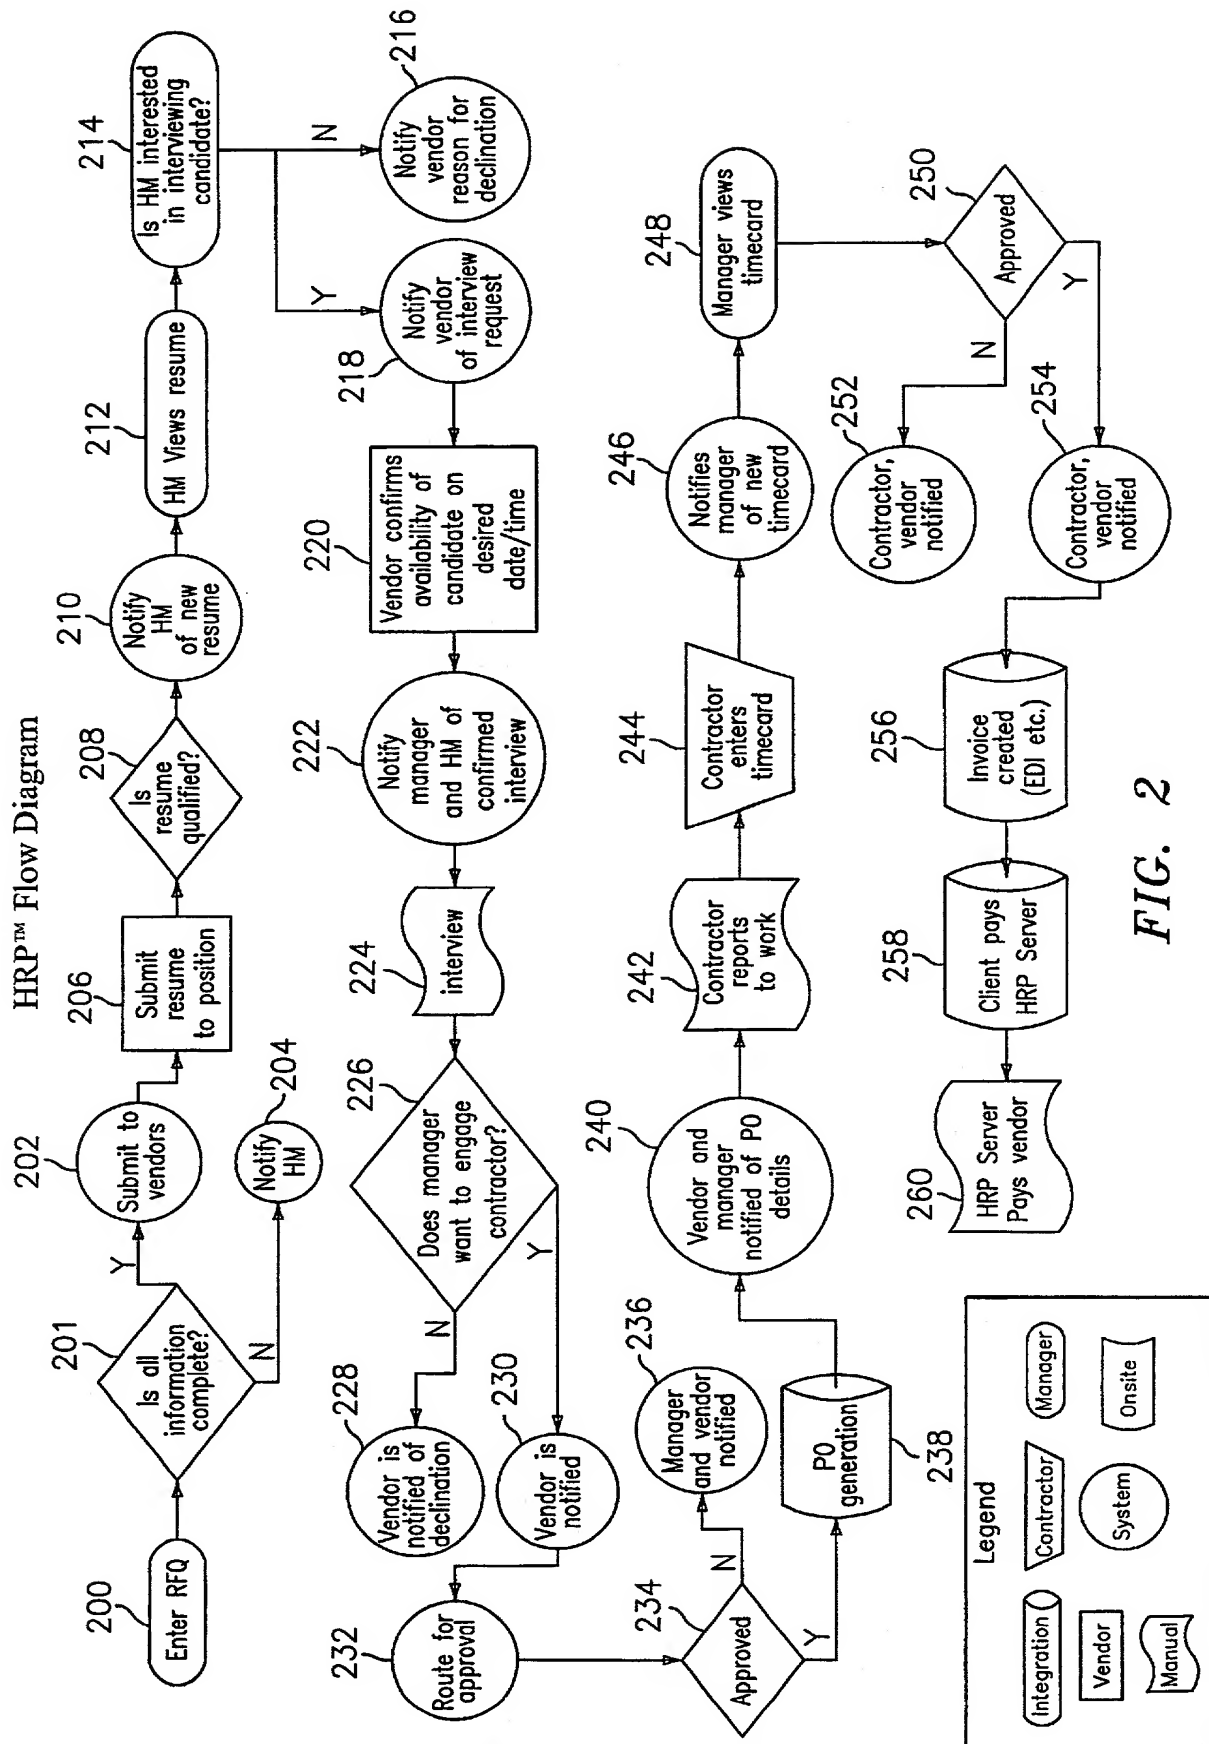 HRP™ Flow Diagram
200
Enter RFQ
201
Is all
information
complete?
Y
N
202
Submit to
vendors
204
Notify
HM
206
Submit
resume
to position
208
Is
resume
qualified?
210
Notify
HM
of new
resume
212
HM Views resume
214
Is HM interested
in interviewing
candidate?
N
216
Notify
vendor
reason for
declination
Y
218
Notify
vendor
of interview
request
220
Vendor confirms
availability of
candidate on
desired
date/time
222
Notify
manager
and HM of
confirmed
interview
224
interview
226
Does manager
want to engage
contractor?
N
Y
228
Vendor is
notified of
declination
230
Vendor is
notified
232
Route for
approval
234
Approved
N
Y
236
Manager
and vendor
notified
238
PO
generation
240
Vendor and
manager
notified of PO
details
242
Contractor
reports
to work
244
Contractor
enters
timecard
246
Notifies
manager
of new
timecard
248
Manager views
timecard
250
Approved
N
Y
252
Contractor,
vendor
notified
254
Contractor,
vendor
notified
256
Invoice
created
(EDI etc.)
258
Client pays
HRP Server
260
HRP Server
Pays vendor
Legend
Integration
Contractor
Manager
Vendor
System
Onsite
Manual
FIG. 2